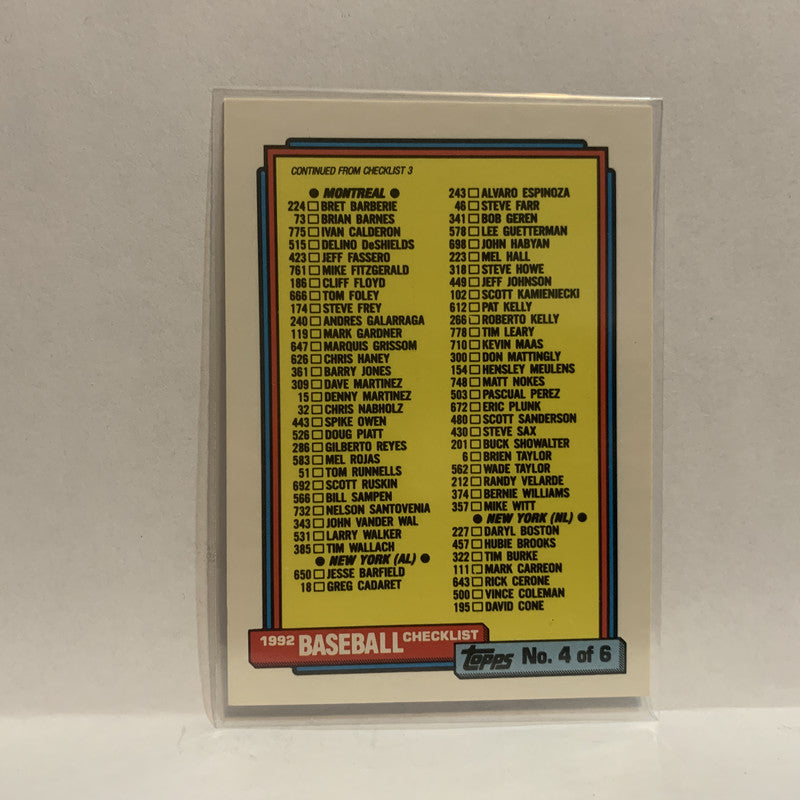 CONTINUED FROM CHECKLIST 3
● MONTREAL ●
224 □ BRET BARBERIE
73 □ BRIAN BARNES
775 □ IVAN CALDERON
515 □ DELINO DeSHIELDS
423 □ JEFF FASSERO
761 □ MIKE FITZGERALD
186 □ CLIFF FLOYD
666 □ TOM FOLEY
174 □ STEVE FREY
240 □ ANDRES GALARRAGA
119 □ MARK GARDNER
647 □ MARQUIS GRISSOM
626 □ CHRIS HANEY
361 □ BARRY JONES
309 □ DAVE MARTINEZ
15 □ DENNY MARTINEZ
32 □ CHRIS NABHOLZ
443 □ SPIKE OWEN
526 □ DOUG PIATT
286 □ GILBERTO REYES
583 □ MEL ROJAS
51 □ TOM RUNNELLS
692 □ SCOTT RUSKIN
566 □ BILL SAMPEN
732 □ NELSON SANTOVENIA
343 □ JOHN VANDER WAL
531 □ LARRY WALKER
385 □ TIM WALLACH
● NEW YORK (AL) ●
650 □ JESSE BARFIELD
18 □ GREG CADARET
243 □ ALVARO ESPINOZA
46 □ STEVE FARR
341 □ BOB GEREN
578 □ LEE GUETTERMAN
698 □ JOHN HABYAN
223 □ MEL HALL
318 □ STEVE HOWE
449 □ JEFF JOHNSON
102 □ SCOTT KAMIENIECKI
612 □ PAT KELLY
266 □ ROBERTO KELLY
778 □ TIM LEARY
710 □ KEVIN MAAS
300 □ DON MATTINGLY
154 □ HENSLEY MEULENS
748 □ MATT NOKES
503 □ PASCUAL PEREZ
672 □ ERIC PLUNK
480 □ SCOTT SANDERSON
430 □ STEVE SAX
201 □ BUCK SHOWALTER
6 □ BRIEN TAYLOR
562 □ WADE TAYLOR
212 □ RANDY VELARDE
374 □ BERNIE WILLIAMS
357 □ MIKE WITT
● NEW YORK (NL) ●
227 □ DARYL BOSTON
457 □ HUBIE BROOKS
322 □ TIM BURKE
111 □ MARK CARREON
643 □ RICK CERONE
500 □ VINCE COLEMAN
195 □ DAVID CONE
1992 BASEBALL CHECKLIST
Topps No. 4 of 6